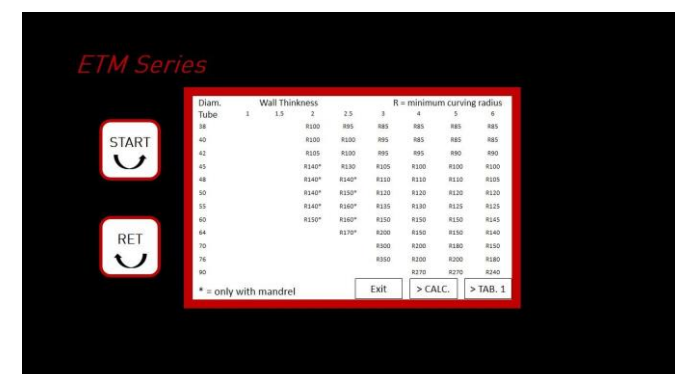 ETM Series
START
RET
Diam. Wall Thinkness R = minimum curving radius
Tube 1 1.5 2 2.5 3 4 5 6
38 R100 R95 R85 R85 R85 R85
40 R100 R100 R95 R85 R85 R85
42 R105 R100 R95 R95 R90 R90
45 R140* R130 R105 R100 R100 R100
48 R140* R140* R110 R110 R110 R105
50 R140* R150* R120 R120 R120 R120
55 R140* R160* R135 R130 R125 R125
60 R150* R160* R150 R150 R150 R145
64 R170* R200 R150 R150 R140
70 R300 R200 R180 R150
76 R350 R200 R200 R180
90 R270 R270 R240
* = only with mandrel Exit > CALC. > TAB. 1